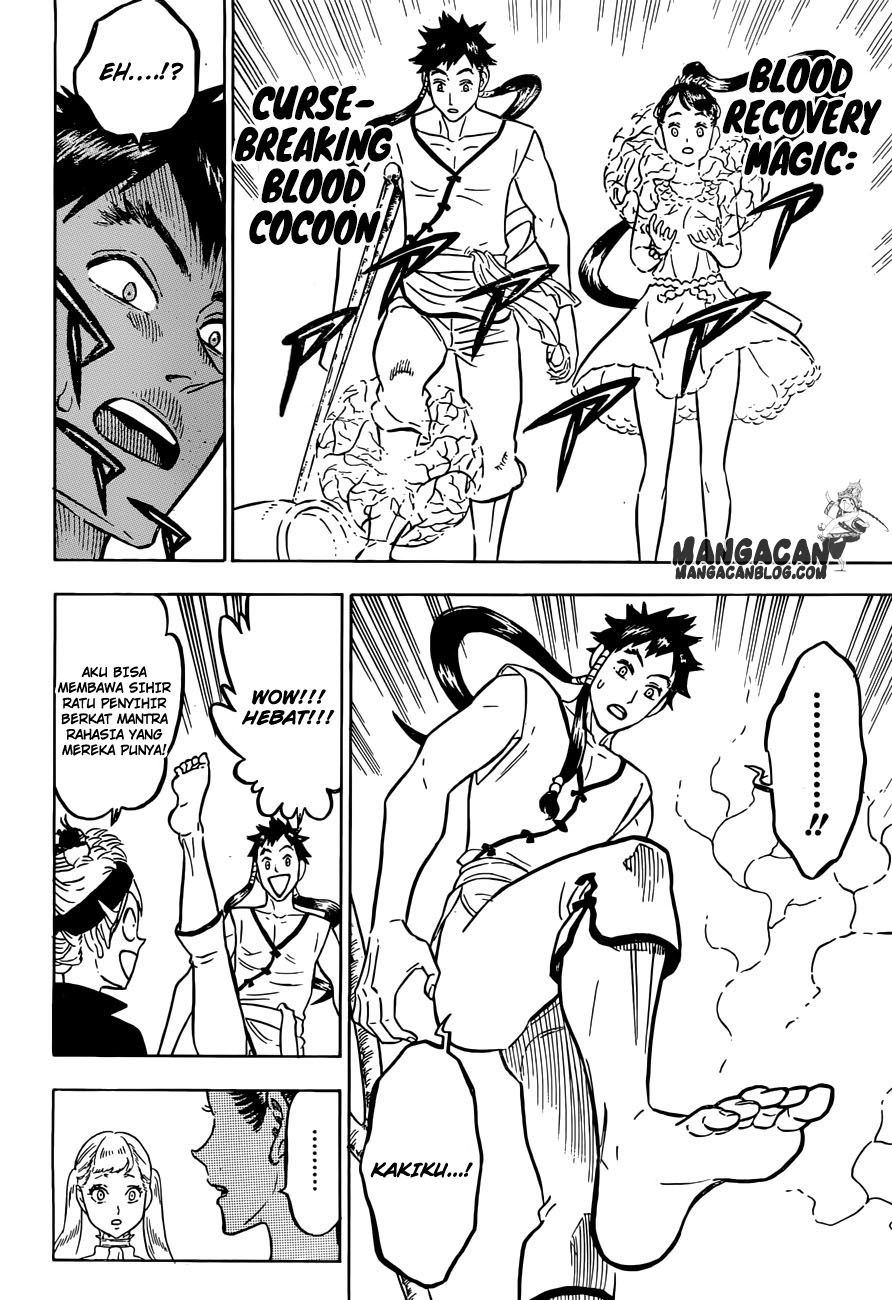 BLOOD
RECOVERY
MAGIC:
CURSE-
BREAKING
BLOOD
COCOON
EH....!?
MANGACAN
MANGACANBLOG.COM
..........!!
KAKIKU...!
WOW!!!
HEBAT!!!
AKU BISA
MEMBAWA SIHIR
RATU PENYIHIR
BERKAT MANTRA
RAHASIA YANG
MEREKA PUNYA!
........